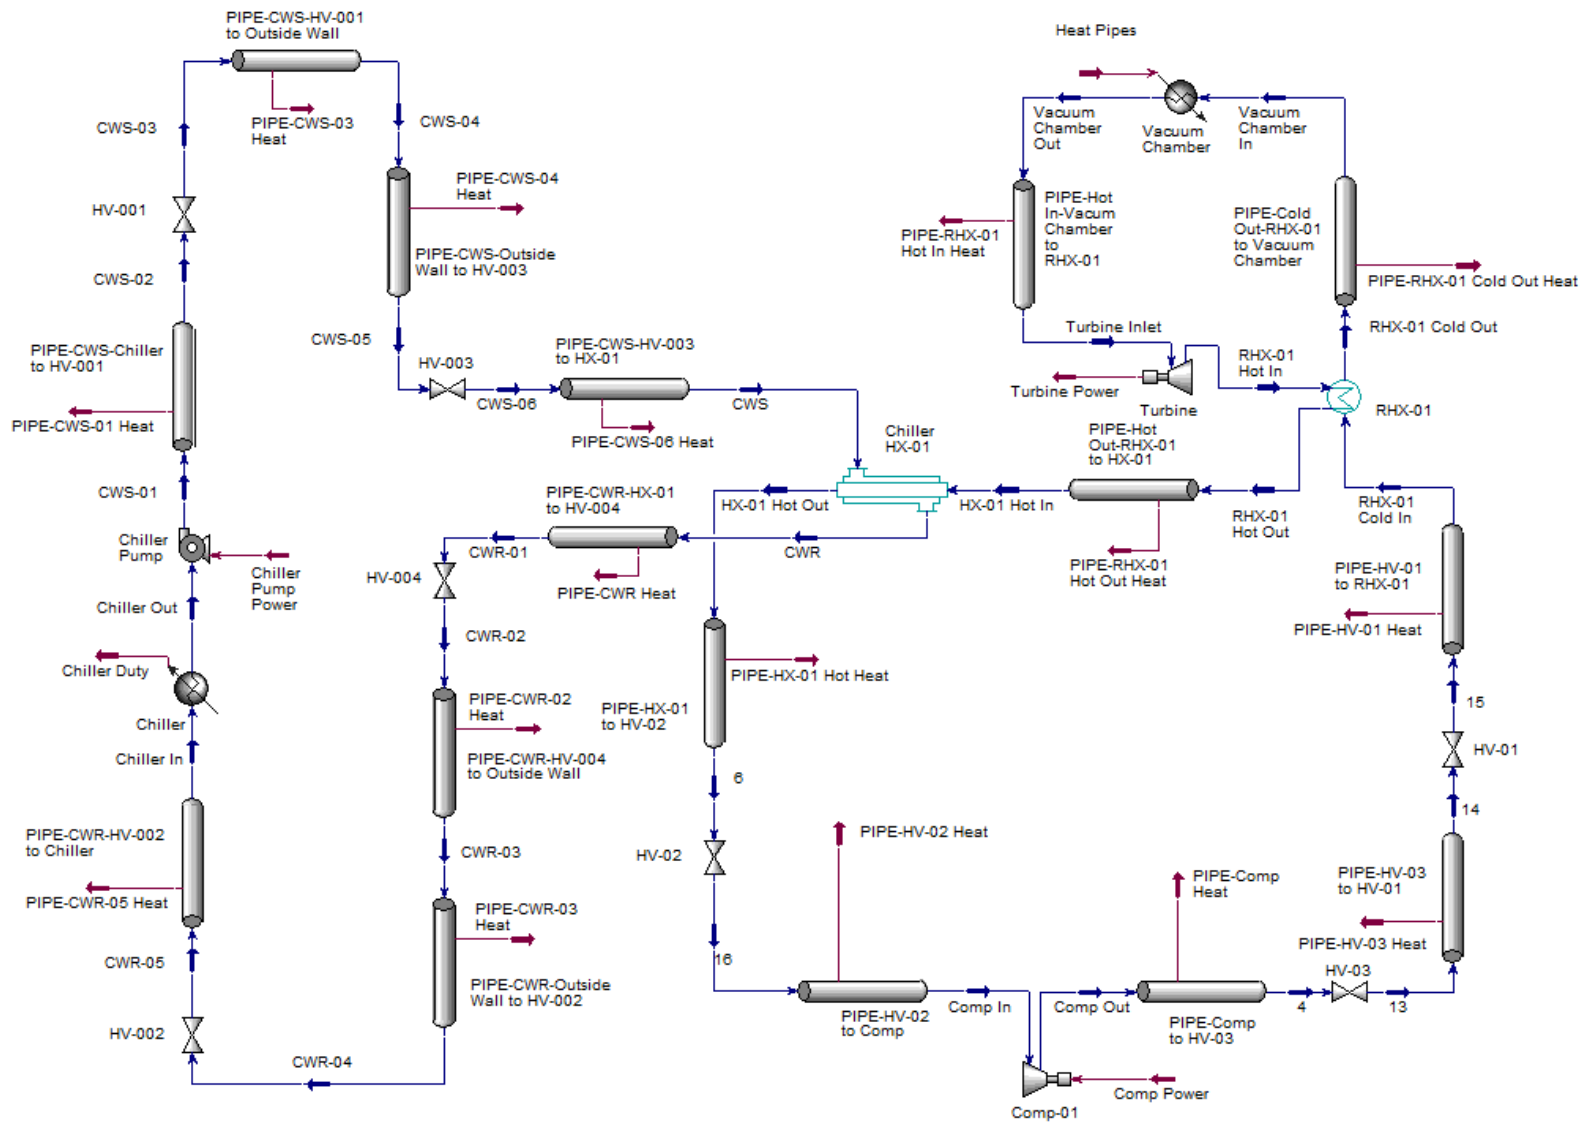 PIPE-CWS-HV-001
to Outside Wall
CWS-03
PIPE-CWS-03
Heat
CWS-04
HV-001
PIPE-CWS-04
Heat
PIPE-CWS-Outside
Wall to HV-003
CWS-02
CWS-05
PIPE-CWS-Chiller
to HV-001
PIPE-CWS-01 Heat
HV-003
CWS-06
PIPE-CWS-HV-003
to HX-01
PIPE-CWS-06 Heat
CWS
CWS-01
Chiller
Pump
Chiller
Pump
Power
Chiller Out
Chiller Duty
Chiller
Chiller In
PIPE-CWR-HV-002
to Chiller
PIPE-CWR-05 Heat
CWR-05
HV-002
CWR-04
Chiller
HX-01
HX-01 Hot Out
HX-01 Hot In
CWR
PIPE-CWR-HX-01
to HV-004
CWR-01
PIPE-CWR Heat
HV-004
CWR-02
PIPE-CWR-02
Heat
PIPE-CWR-HV-004
to Outside Wall
CWR-03
PIPE-CWR-03
Heat
PIPE-CWR-Outside
Wall to HV-002
PIPE-HX-01 Hot Heat
PIPE-HX-01
to HV-02
6
HV-02
16
PIPE-HV-02 Heat
PIPE-HV-02
to Comp
Comp In
Comp-01
Comp Power
Comp Out
PIPE-Comp
Heat
PIPE-Comp
to HV-03
4
HV-03
13
PIPE-HV-03
to HV-01
PIPE-HV-03 Heat
14
HV-01
15
PIPE-HV-01
to RHX-01
PIPE-HV-01 Heat
RHX-01
Cold In
RHX-01
Hot Out
PIPE-Hot
Out-RHX-01
to HX-01
PIPE-RHX-01
Hot Out Heat
RHX-01
RHX-01
Hot In
Turbine Inlet
Turbine Power
Turbine
RHX-01 Cold Out
PIPE-RHX-01 Cold Out Heat
PIPE-Cold
Out-RHX-01
to Vacuum
Chamber
PIPE-Hot
In-Vacum
Chamber
to
RHX-01
PIPE-RHX-01
Hot In Heat
Vacuum
Chamber
Out
Vacuum
Chamber
Vacuum
Chamber
In
Heat Pipes